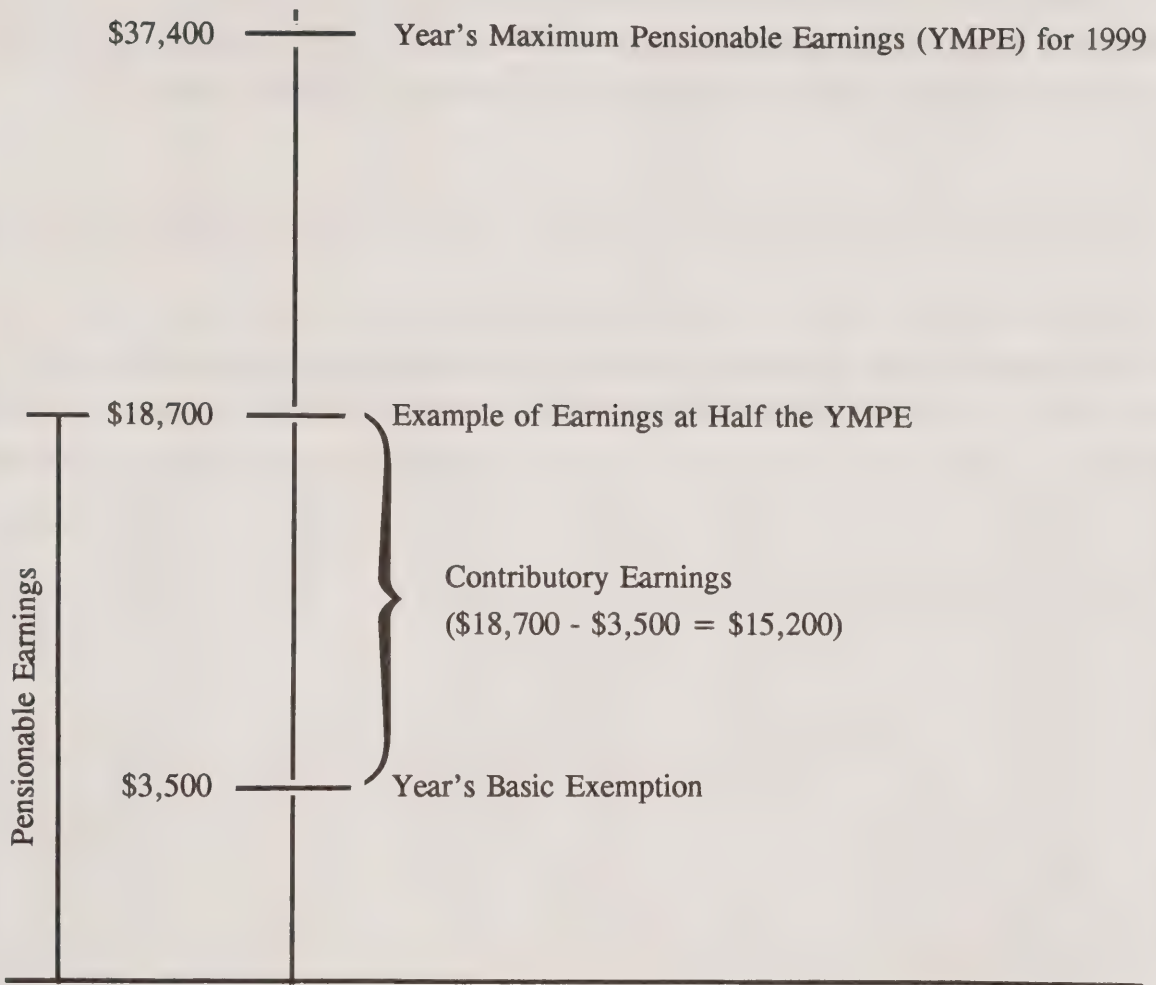 $37,400 Year's Maximum Pensionable Earnings (YMPE) for 1999
$18,700 Example of Earnings at Half the YMPE
Contributory Earnings
($18,700 - $3,500 = $15,200)
$3,500 Year's Basic Exemption
Pensionable Earnings